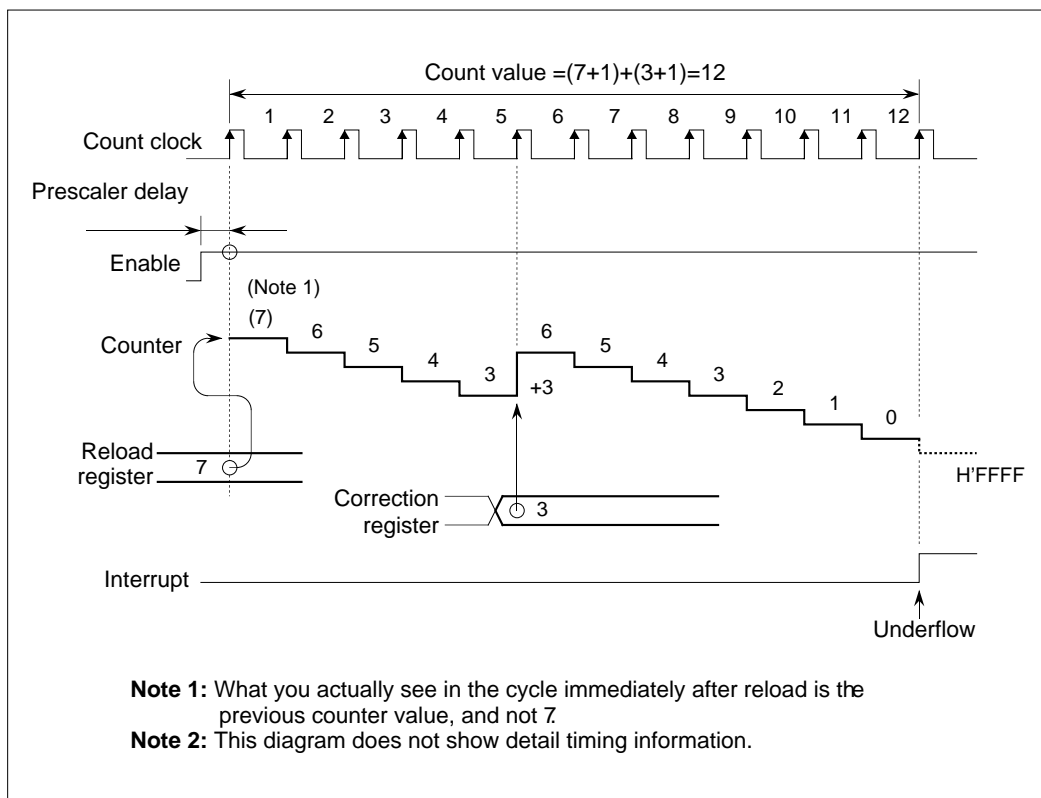 Count value =(7+1)+(3+1)=12
1 2 3 4 5 6 7 8 9 10 11 12
Count clock
Prescaler delay
Enable
(Note 1)
(7) 6 5 4 3 +3 6 5 4 3 2 1 0
Counter
Reload
register
7
H'FFFF
Correction
register
3
Interrupt
Underflow
Note 1: What you actually see in the cycle immediately after reload is the
previous counter value, and not 7.
Note 2: This diagram does not show detail timing information.